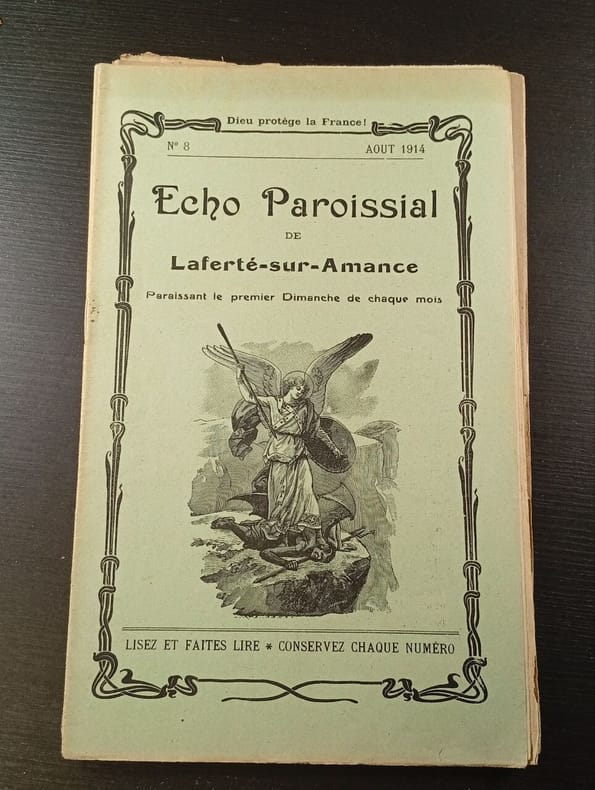 Dieu protège la France!
Nº 8 AOUT 1914
Echo Paroissial
DE
Laferté-sur-Amance
Paraissant le premier Dimanche de chaque mois
LISEZ ET FAITES LIRE * CONSERVEZ CHAQUE NUMÉRO